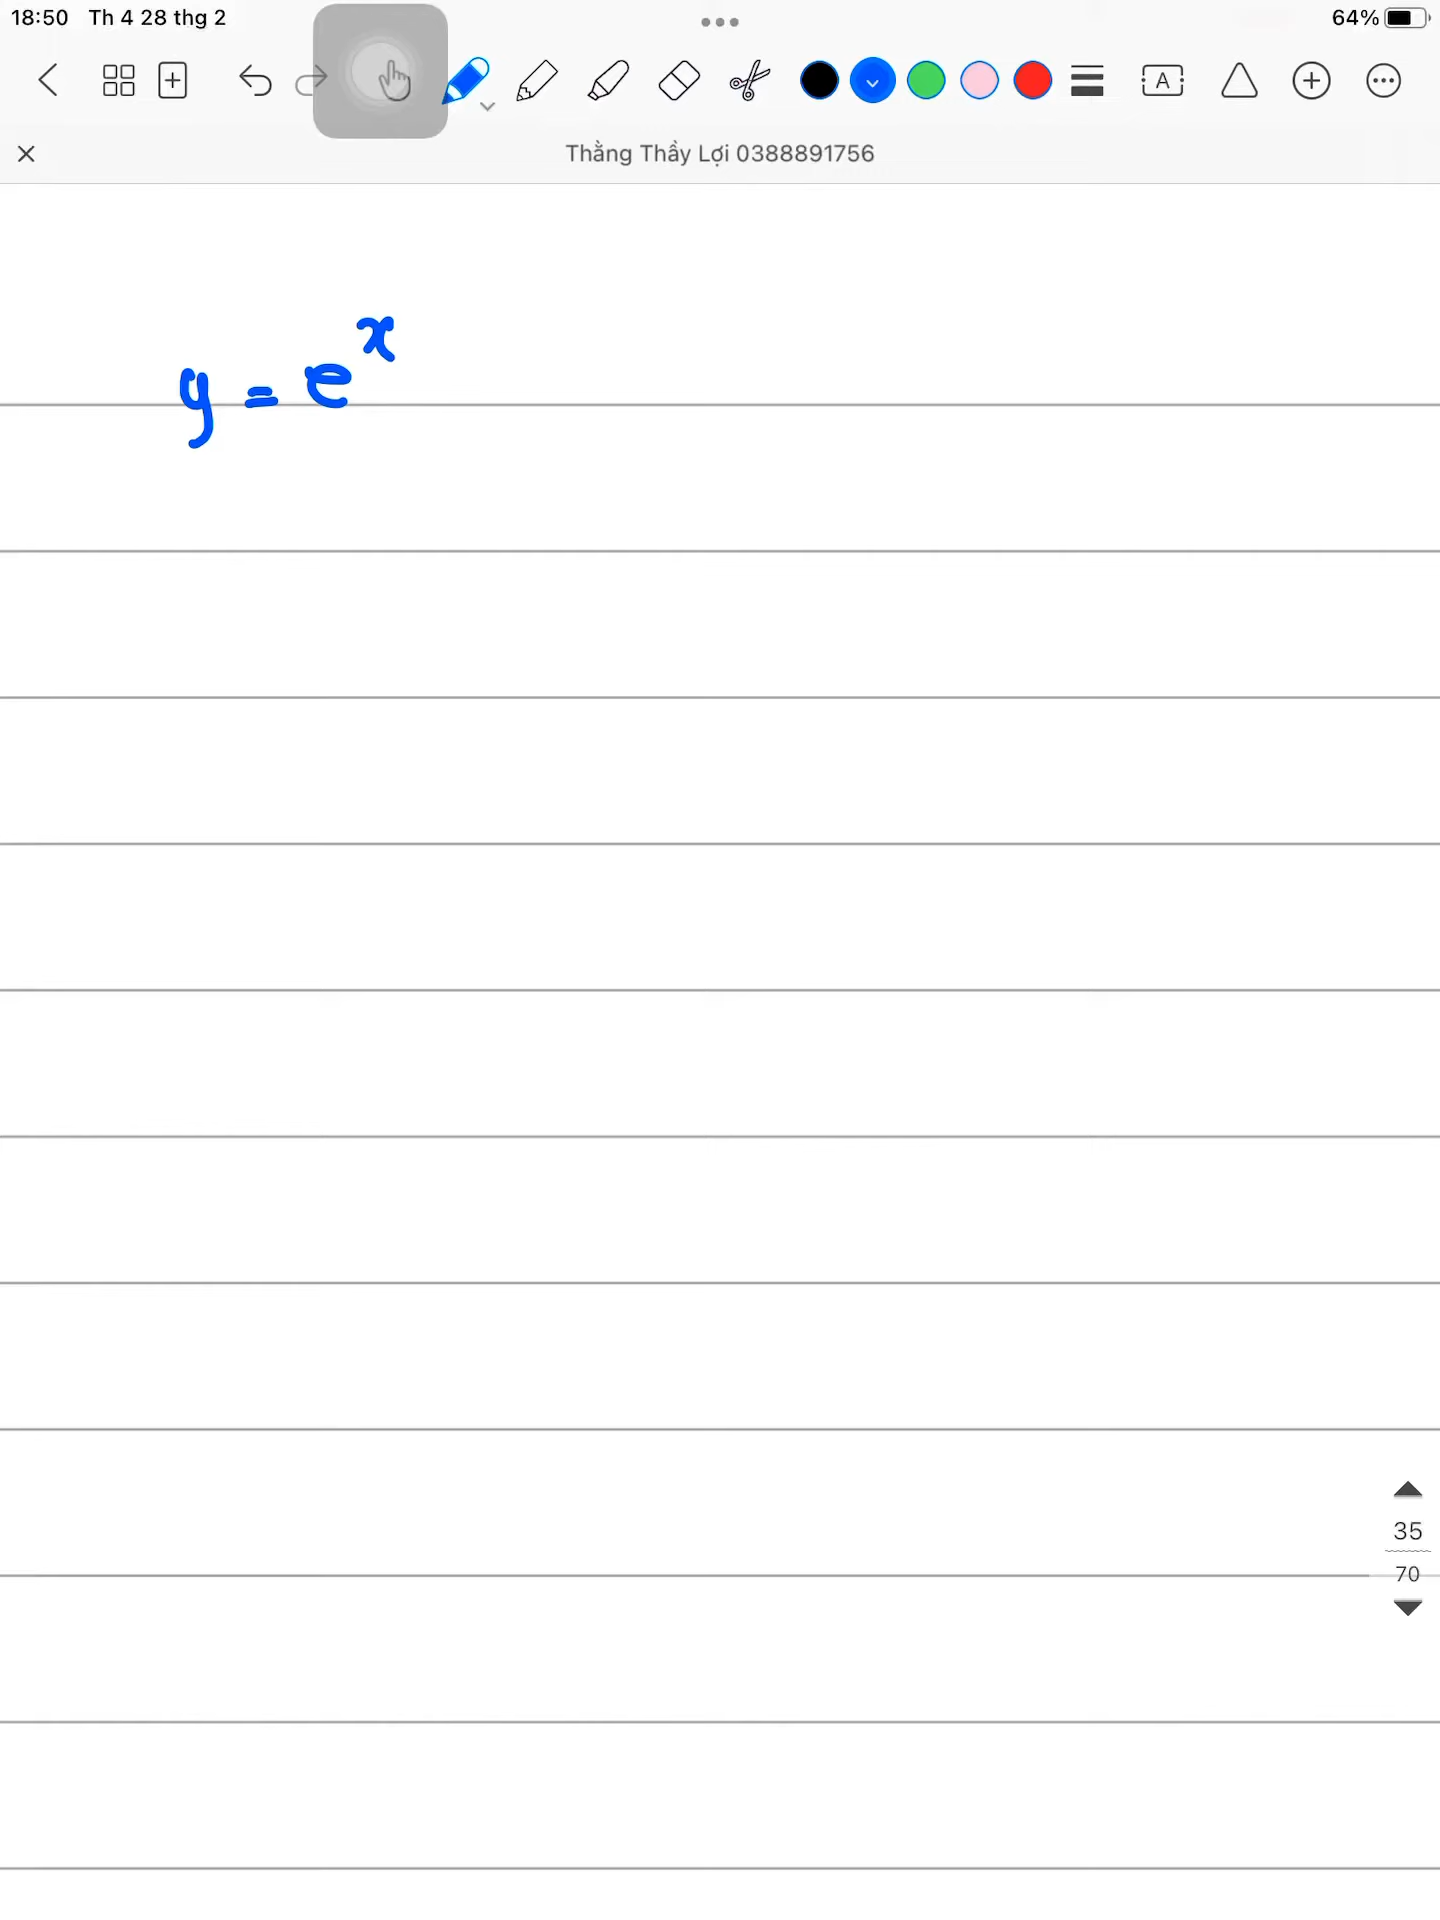 18:50 Th 4 28 thg 2 64%
A
Thằng Thầy Lợi 0388891756
y = e^x
35
70